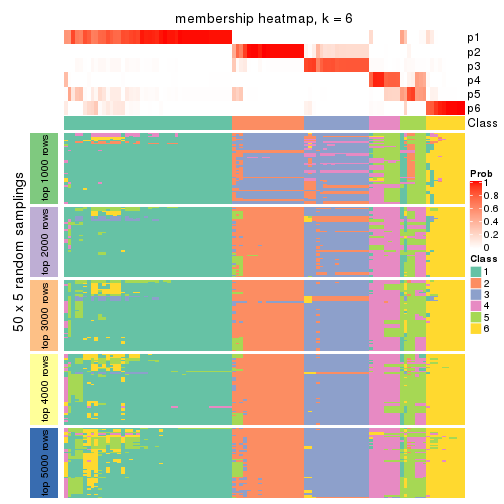 membership heatmap, k = 6
p1
p2
p3
p4
p5
p6
Class
50 x 5 random samplings
top 1000 rows
top 2000 rows
top 3000 rows
top 4000 rows
top 5000 rows
Prob
1
0.8
0.6
0.4
0.2
0
Class
1
2
3
4
5
6